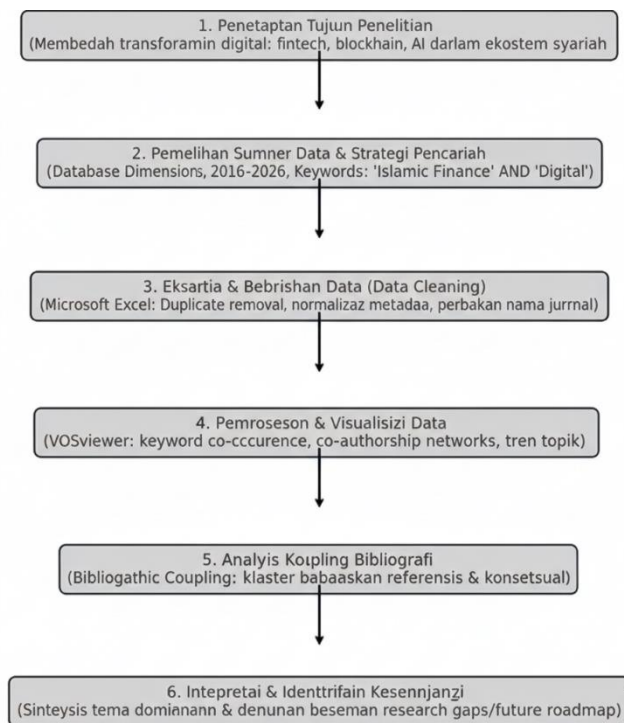 1. Penetaptan Tujuun Penelitian
(Membedah transforamin digital: fintech, blockhain, AI darlam ekostem syariah
2. Pemelihan Sumner Data & Strategi Pencariah
(Database Dimensions, 2016-2026, Keywords: 'Islamic Finance' AND 'Digital')
3. Eksartia & Bebrishan Data (Data Cleaning)
(Microsoft Excel: Duplicate removal, normalizaz metadaa, perbakan nama jurrnal)
4. Pemroseson & Visualisizi Data
(VOSviewer: keyword co-cccurence, co-authorship networks, tren topik)
5. Analyis Koupling Bibliografi
(Bibliogathic Coupling: klaster babaaskan referensis & konsetsual)
6. Intepretai & Identtrifain Kesennjanzi
(Sinteysis tema domianann & denunan beseman research gaps/future roadmap)